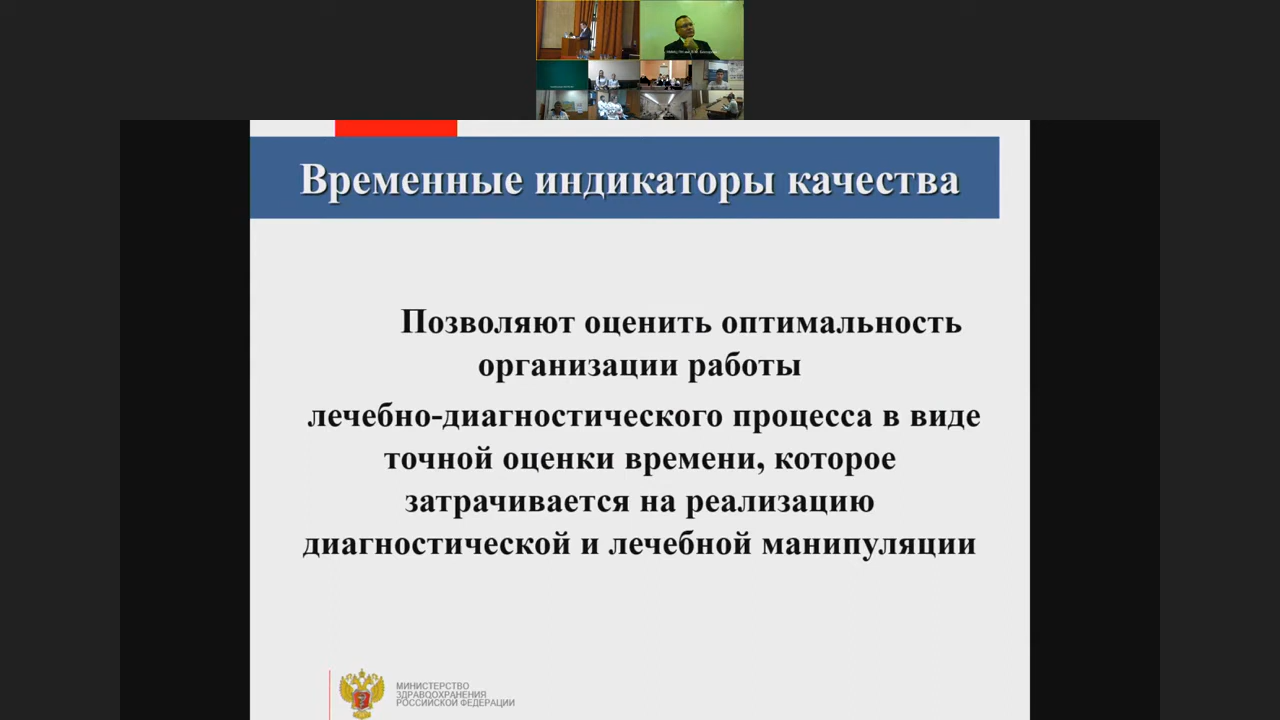 Временные индикаторы качества
Позволяют оценить оптимальность
организации работы
лечебно-диагностического процесса в виде
точной оценки времени, которое
затрачивается на реализацию
диагностической и лечебной манипуляции
МИНИСТЕРСТВО
ЗДРАВООХРАНЕНИЯ
РОССИЙСКОЙ ФЕДЕРАЦИИ